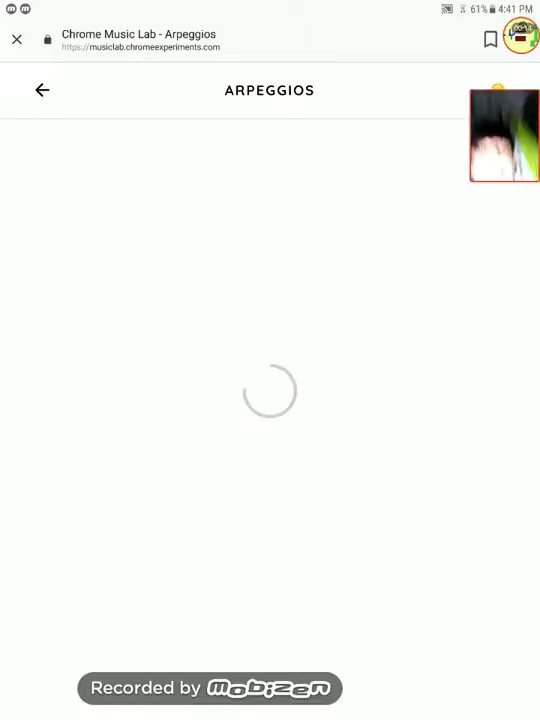 61% 4:41 PM
Chrome Music Lab - Arpeggios
https://musiclab.chromeexperiments.com
ARPEGGIOS
Recorded by mobizen